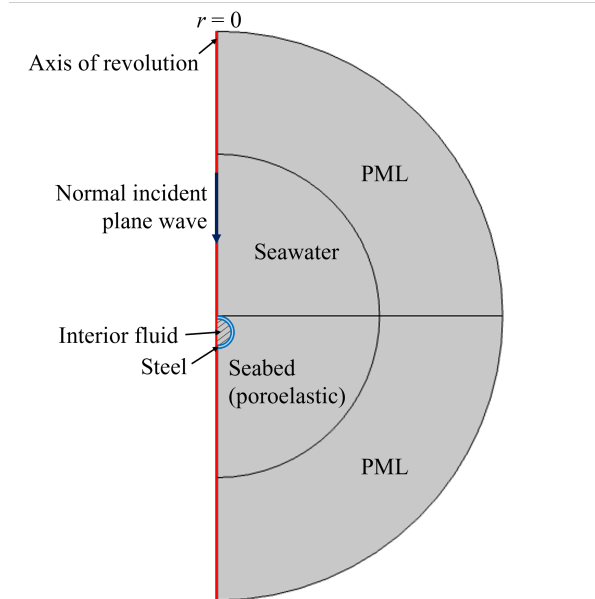 r = 0
Axis of revolution
PML
Normal incident
plane wave
Seawater
Interior fluid
Steel
Seabed
(poroelastic)
PML